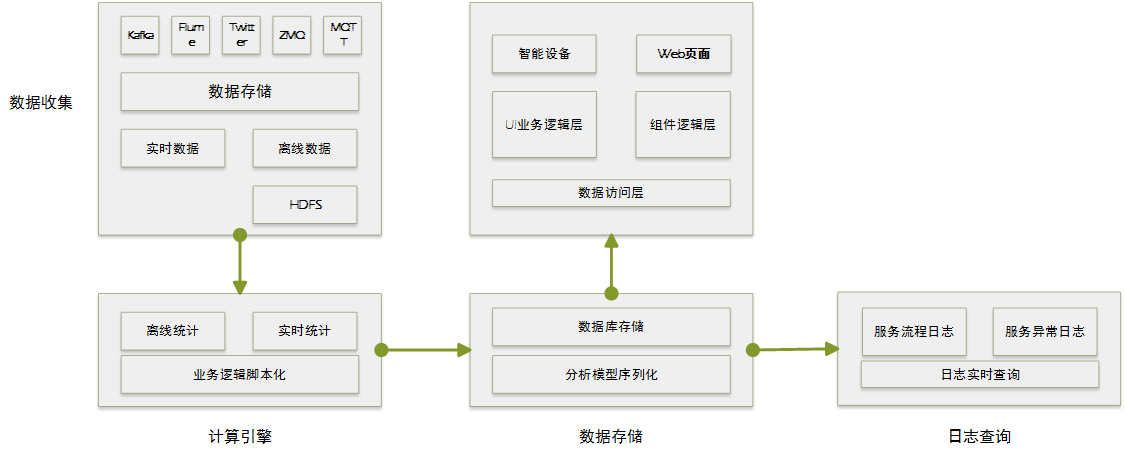 Kafka
Flum
e
Twitt
er
ZMQ
MQT
T
数据存储
实时数据
离线数据
HDFS
数据收集
智能设备
Web页面
UI业务逻辑层
组件逻辑层
数据访问层
离线统计
实时统计
业务逻辑脚本化
计算引擎
数据库存储
分析模型序列化
数据存储
服务流程日志
服务异常日志
日志实时查询
日志查询